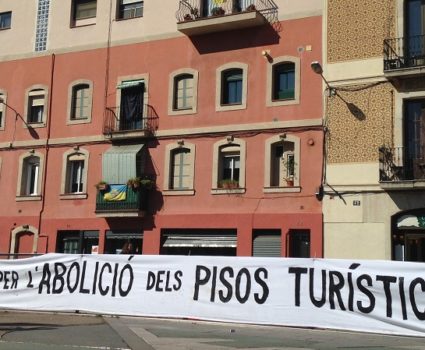 PER L'ABOLICIÓ DELS PISOS TURÍSTIC